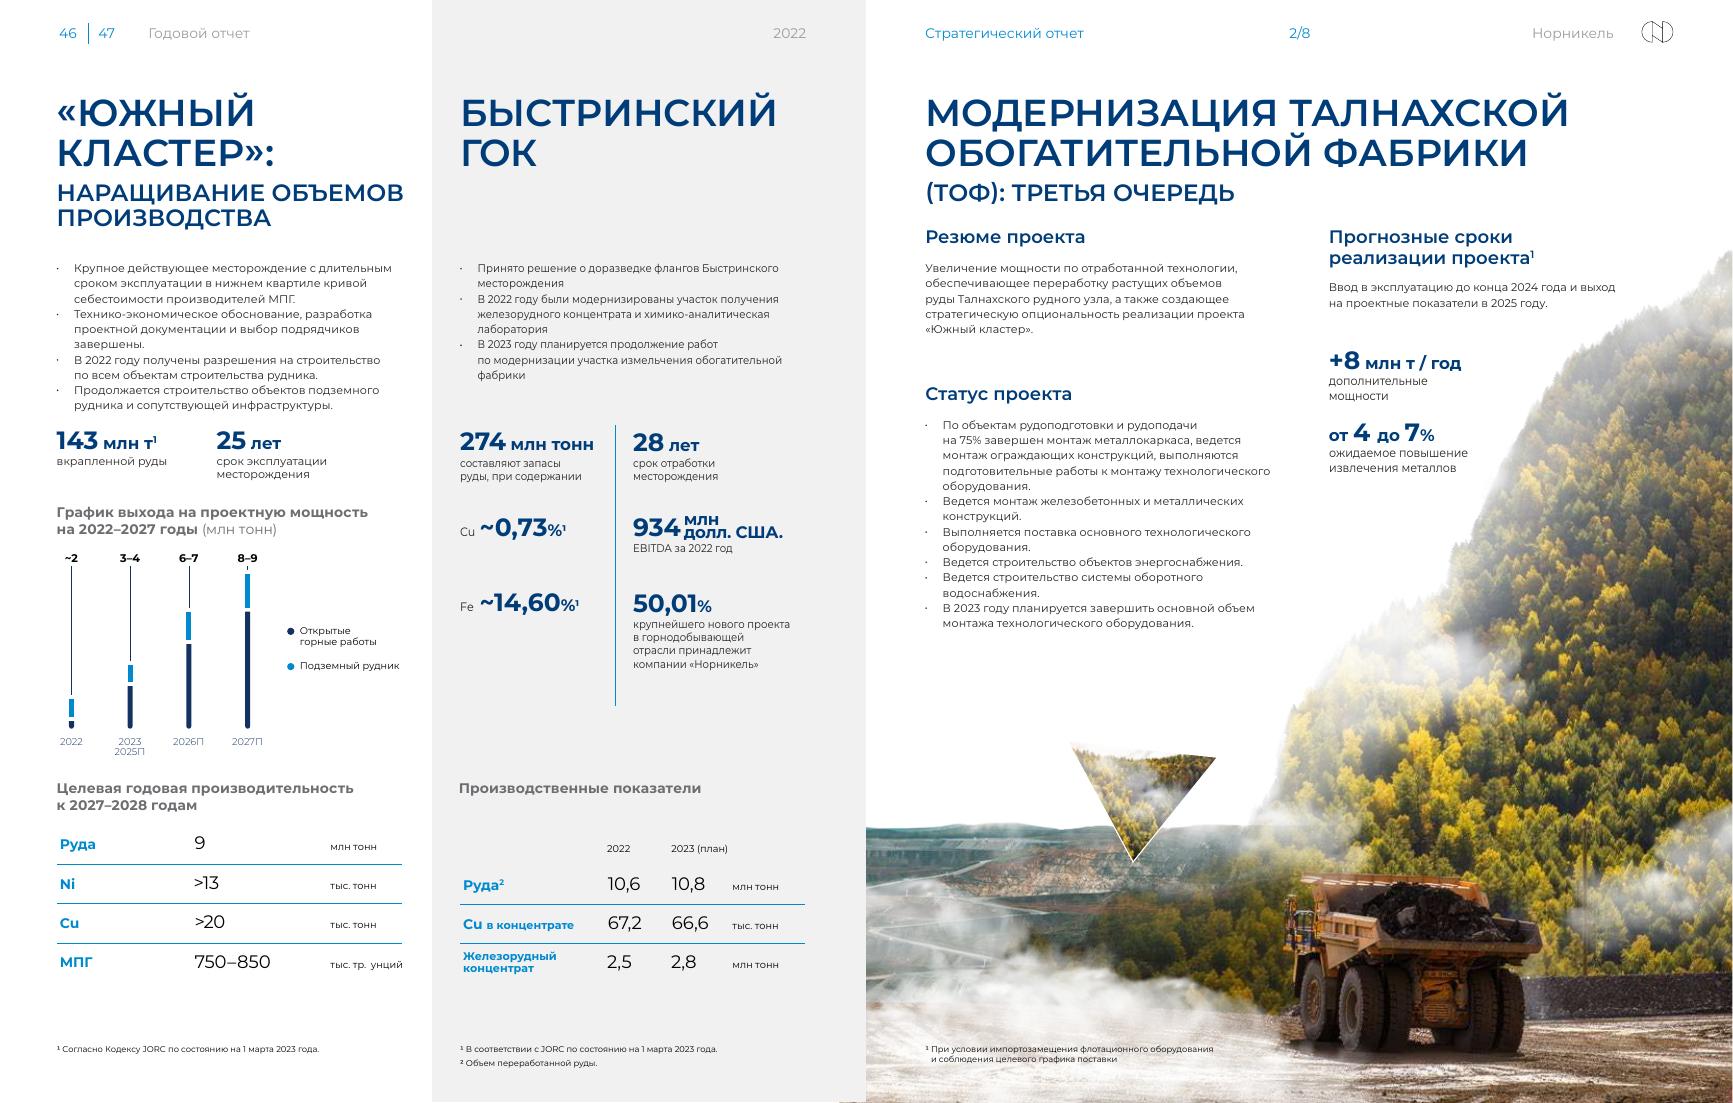 46 | 47 Годовой отчет
2022
Стратегический отчет
2/8
Норникель
«ЮЖНЫЙ
КЛАСТЕР»:
НАРАЩИВАНИЕ ОБЪЕМОВ
ПРОИЗВОДСТВА
· Крупное действующее месторождение с длительным
сроком эксплуатации в нижнем квартиле кривой
себестоимости производителей МПГ.
· Технико-экономическое обоснование, разработка
проектной документации и выбор подрядчиков
завершены.
· В 2022 году получены разрешения на строительство
по всем объектам строительства рудника.
· Продолжается строительство объектов подземного
рудника и сопутствующей инфраструктуры.
143 млн т¹
вкрапленной руды
25 лет
срок эксплуатации
месторождения
График выхода на проектную мощность
на 2022–2027 годы (млн тонн)
~2 3–4 6–7 8–9
Открытые
горные работы
Подземный рудник
2022 2023 2026П 2027П
2025П
Целевая годовая производительность
к 2027–2028 годам
Руда 9 млн тонн
Ni >13 тыс. тонн
Cu >20 тыс. тонн
МПГ 750–850 тыс. тр. унций
¹ Согласно Кодексу JORC по состоянию на 1 марта 2023 года.
БЫСТРИНСКИЙ
ГОК
· Принято решение о доразведке флангов Быстринского
месторождения
· В 2022 году были модернизированы участок получения
железорудного концентрата и химико-аналитическая
лаборатория
· В 2023 году планируется продолжение работ
по модернизации участка измельчения обогатительной
фабрики
274 млн тонн
составляют запасы
руды, при содержании
Cu ~0,73%¹
Fe ~14,60%¹
28 лет
срок отработки
месторождения
934 млн
долл. США.
EBITDA за 2022 год
50,01%
крупнейшего нового проекта
в горнодобывающей
отрасли принадлежит
компании «Норникель»
Производственные показатели
2022 2023 (план)
Руда² 10,6 10,8 млн тонн
Cu в концентрате 67,2 66,6 тыс. тонн
Железорудный
концентрат 2,5 2,8 млн тонн
¹ В соответствии с JORC по состоянию на 1 марта 2023 года.
² Объем переработанной руды.
МОДЕРНИЗАЦИЯ ТАЛНАХСКОЙ
ОБОГАТИТЕЛЬНОЙ ФАБРИКИ
(ТОФ): ТРЕТЬЯ ОЧЕРЕДЬ
Резюме проекта
Увеличение мощности по отработанной технологии,
обеспечивающее переработку растущих объемов
руды Талнахского рудного узла, а также создающее
стратегическую опциональность реализации проекта
«Южный кластер».
Статус проекта
· По объектам рудоподготовки и рудоподачи
на 75% завершен монтаж металлокаркаса, ведется
монтаж ограждающих конструкций, выполняются
подготовительные работы к монтажу технологического
оборудования.
· Ведется монтаж железобетонных и металлических
конструкций.
· Выполняется поставка основного технологического
оборудования.
· Ведется строительство объектов энергоснабжения.
· Ведется строительство системы оборотного
водоснабжения.
· В 2023 году планируется завершить основной объем
монтажа технологического оборудования.
Прогнозные сроки
реализации проекта¹
Ввод в эксплуатацию до конца 2024 года и выход
на проектные показатели в 2025 году.
+8 млн т / год
дополнительные
мощности
от 4 до 7%
ожидаемое повышение
извлечения металлов
¹ При условии импортозамещения флотационного оборудования
и соблюдения целевого графика поставки